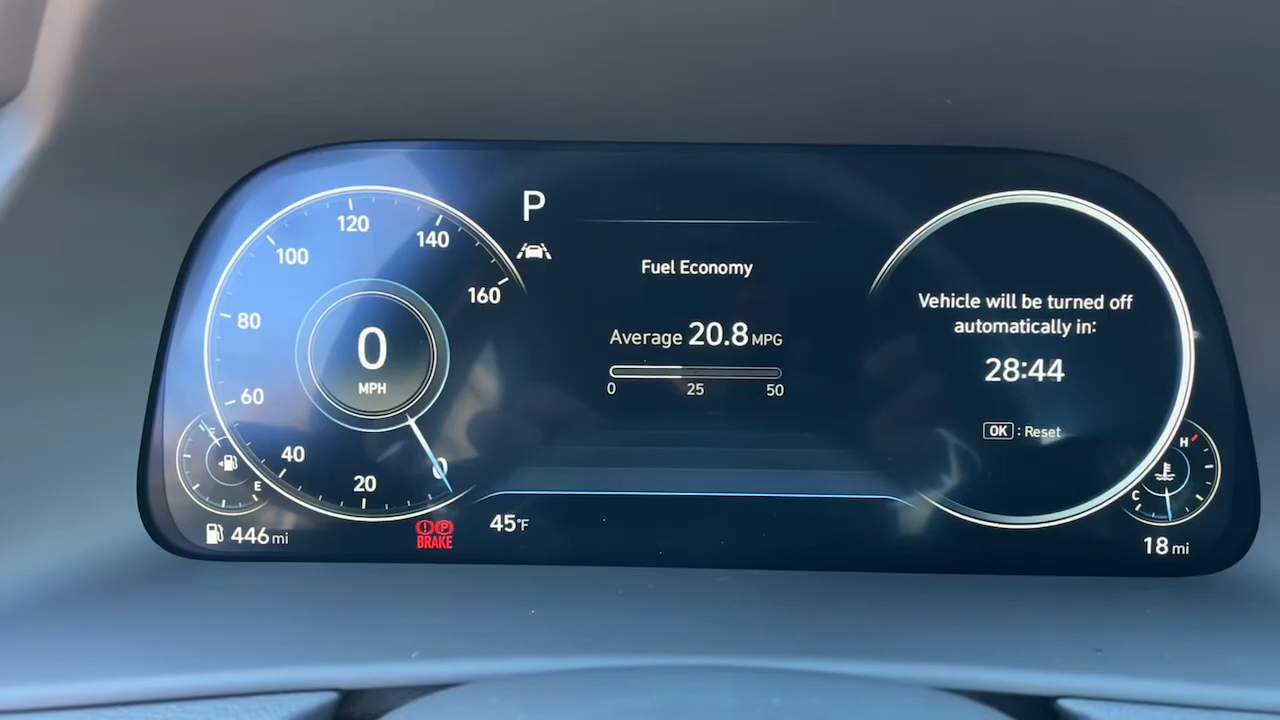 P
120
140
100
160
80
60
40
20
0
0
MPH
E
446 mi
BRAKE
45°F
Fuel Economy
Average 20.8 MPG
0 25 50
Vehicle will be turned off
automatically in:
28:44
OK : Reset
H
C
18 mi